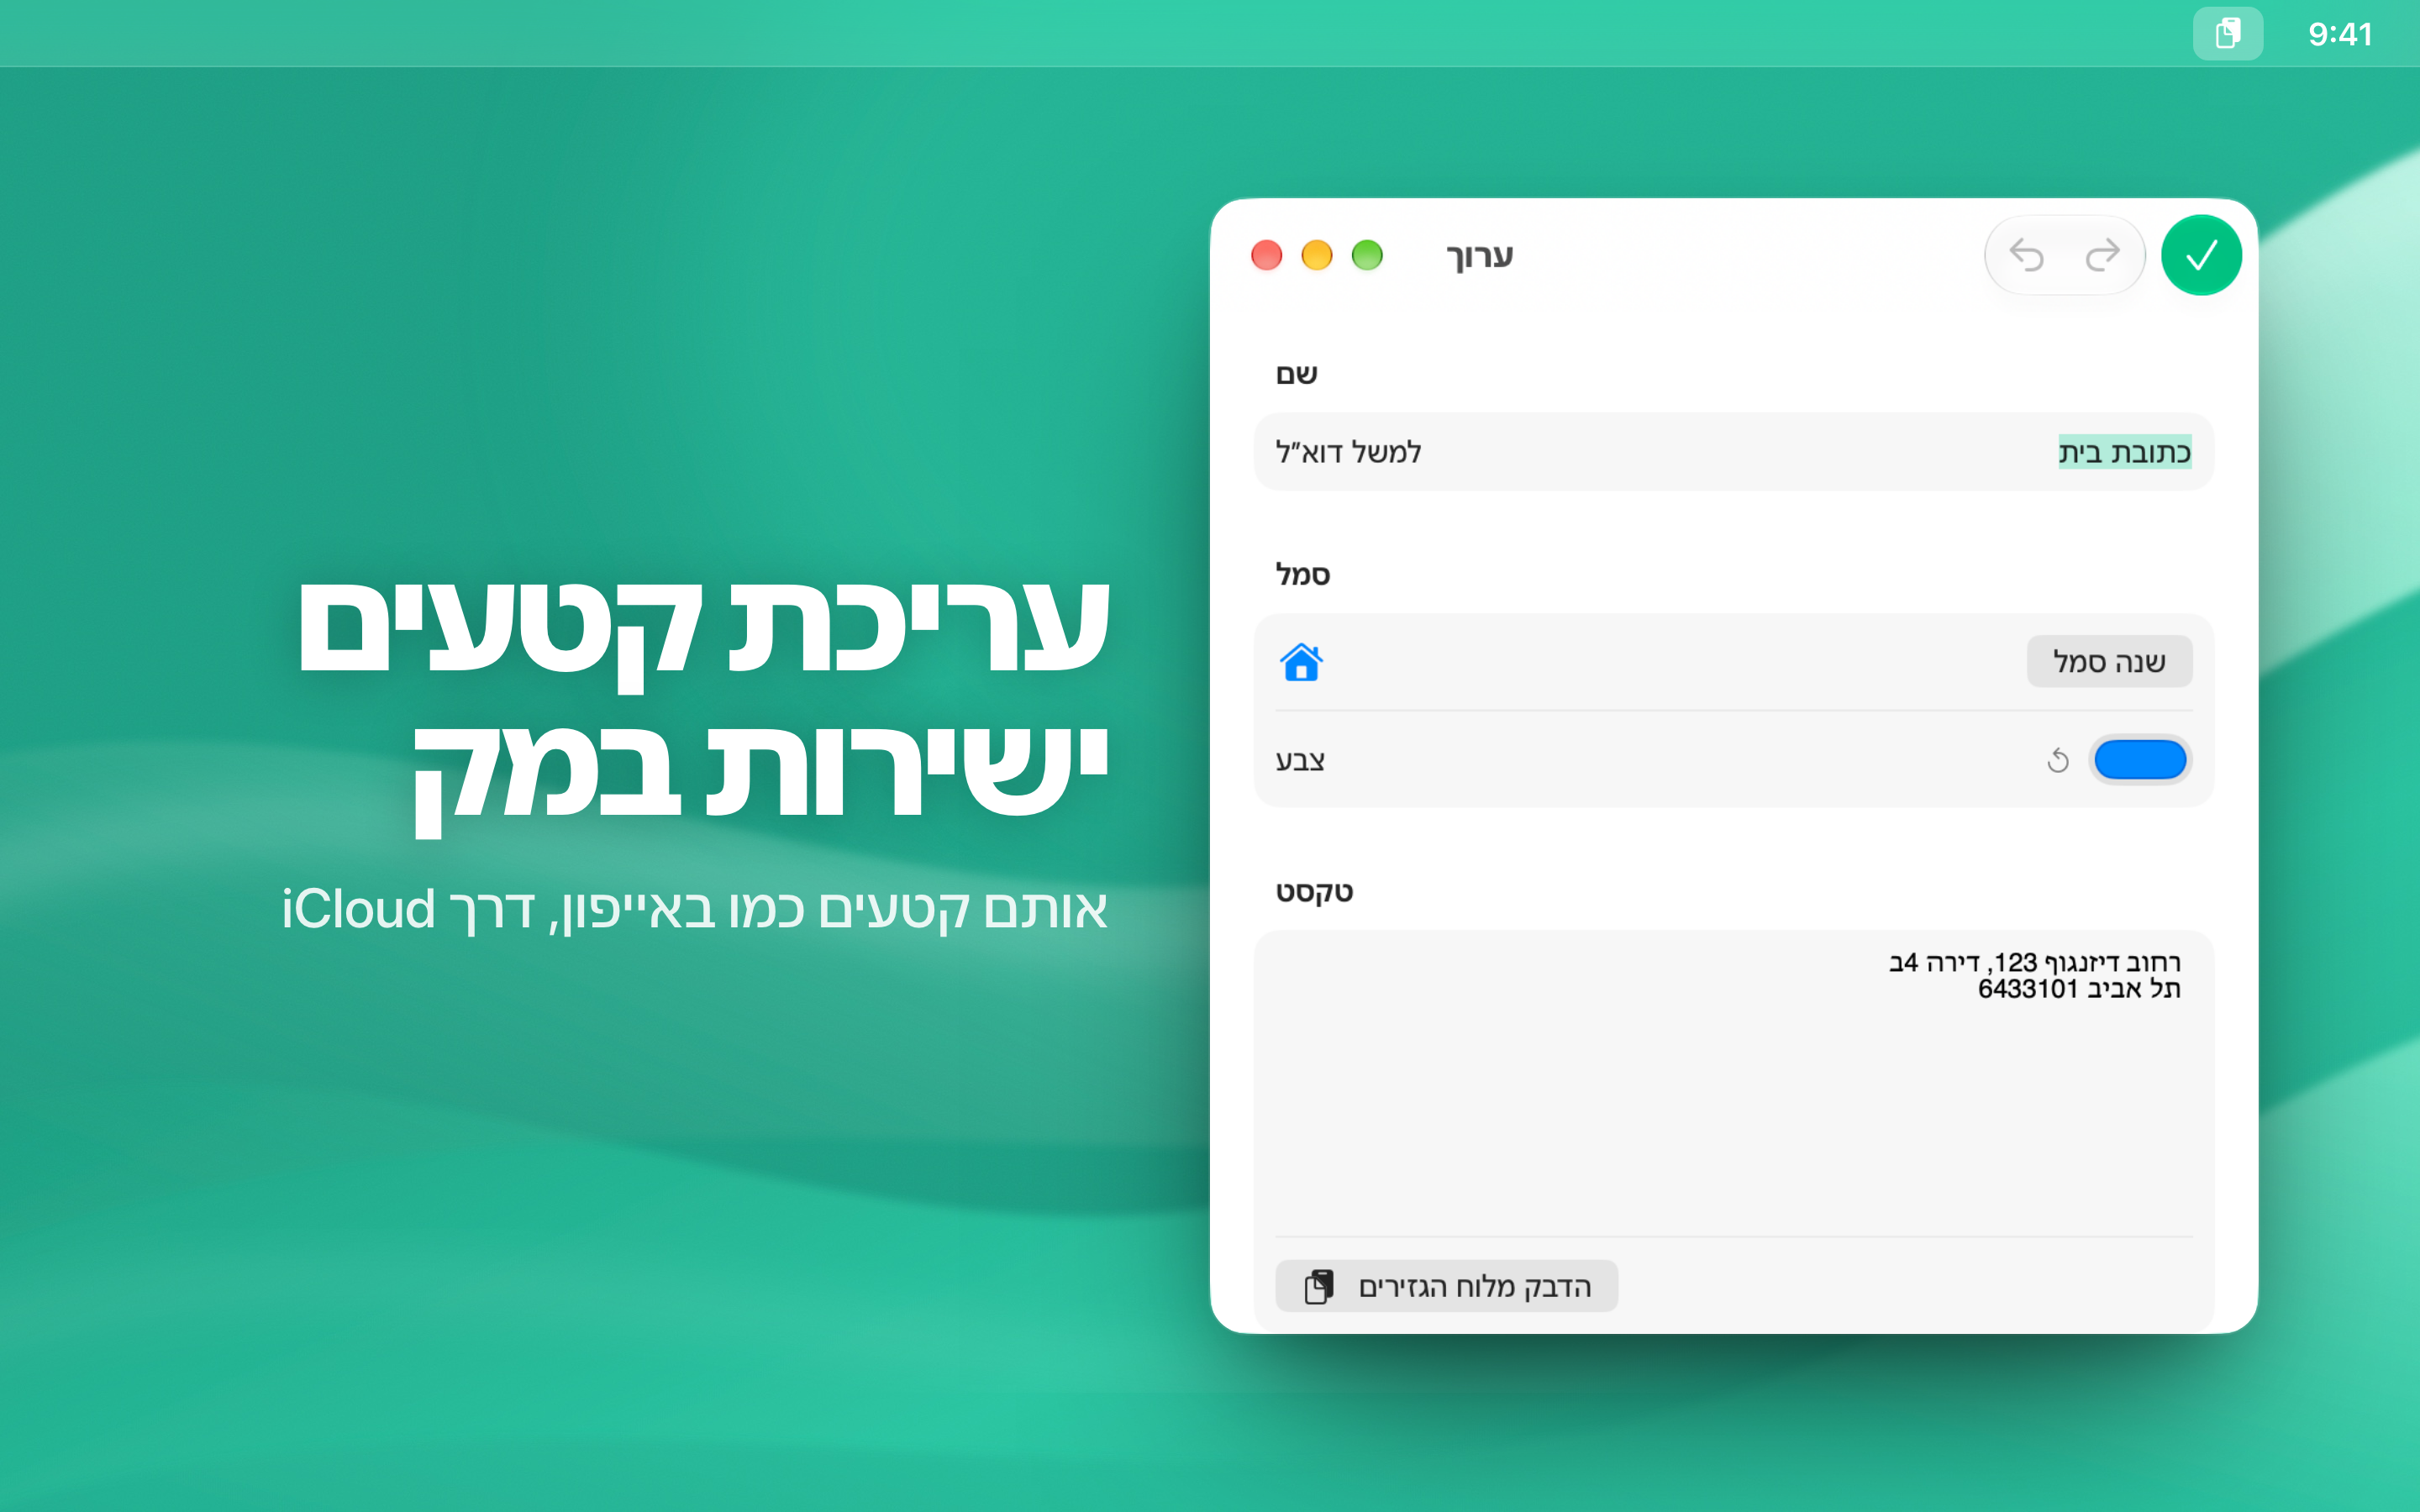 9:41
עריכת קטעים
ישירות במק
אותם קטעים כמו באייפון, דרך iCloud
ערוך
שם
למשל דוא״ל
כתובת בית
סמל
שנה סמל
צבע
טקסט
רחוב דיזנגוף 123, דירה 4ב
תל אביב 6433101
הדבק מלוח הגזירים